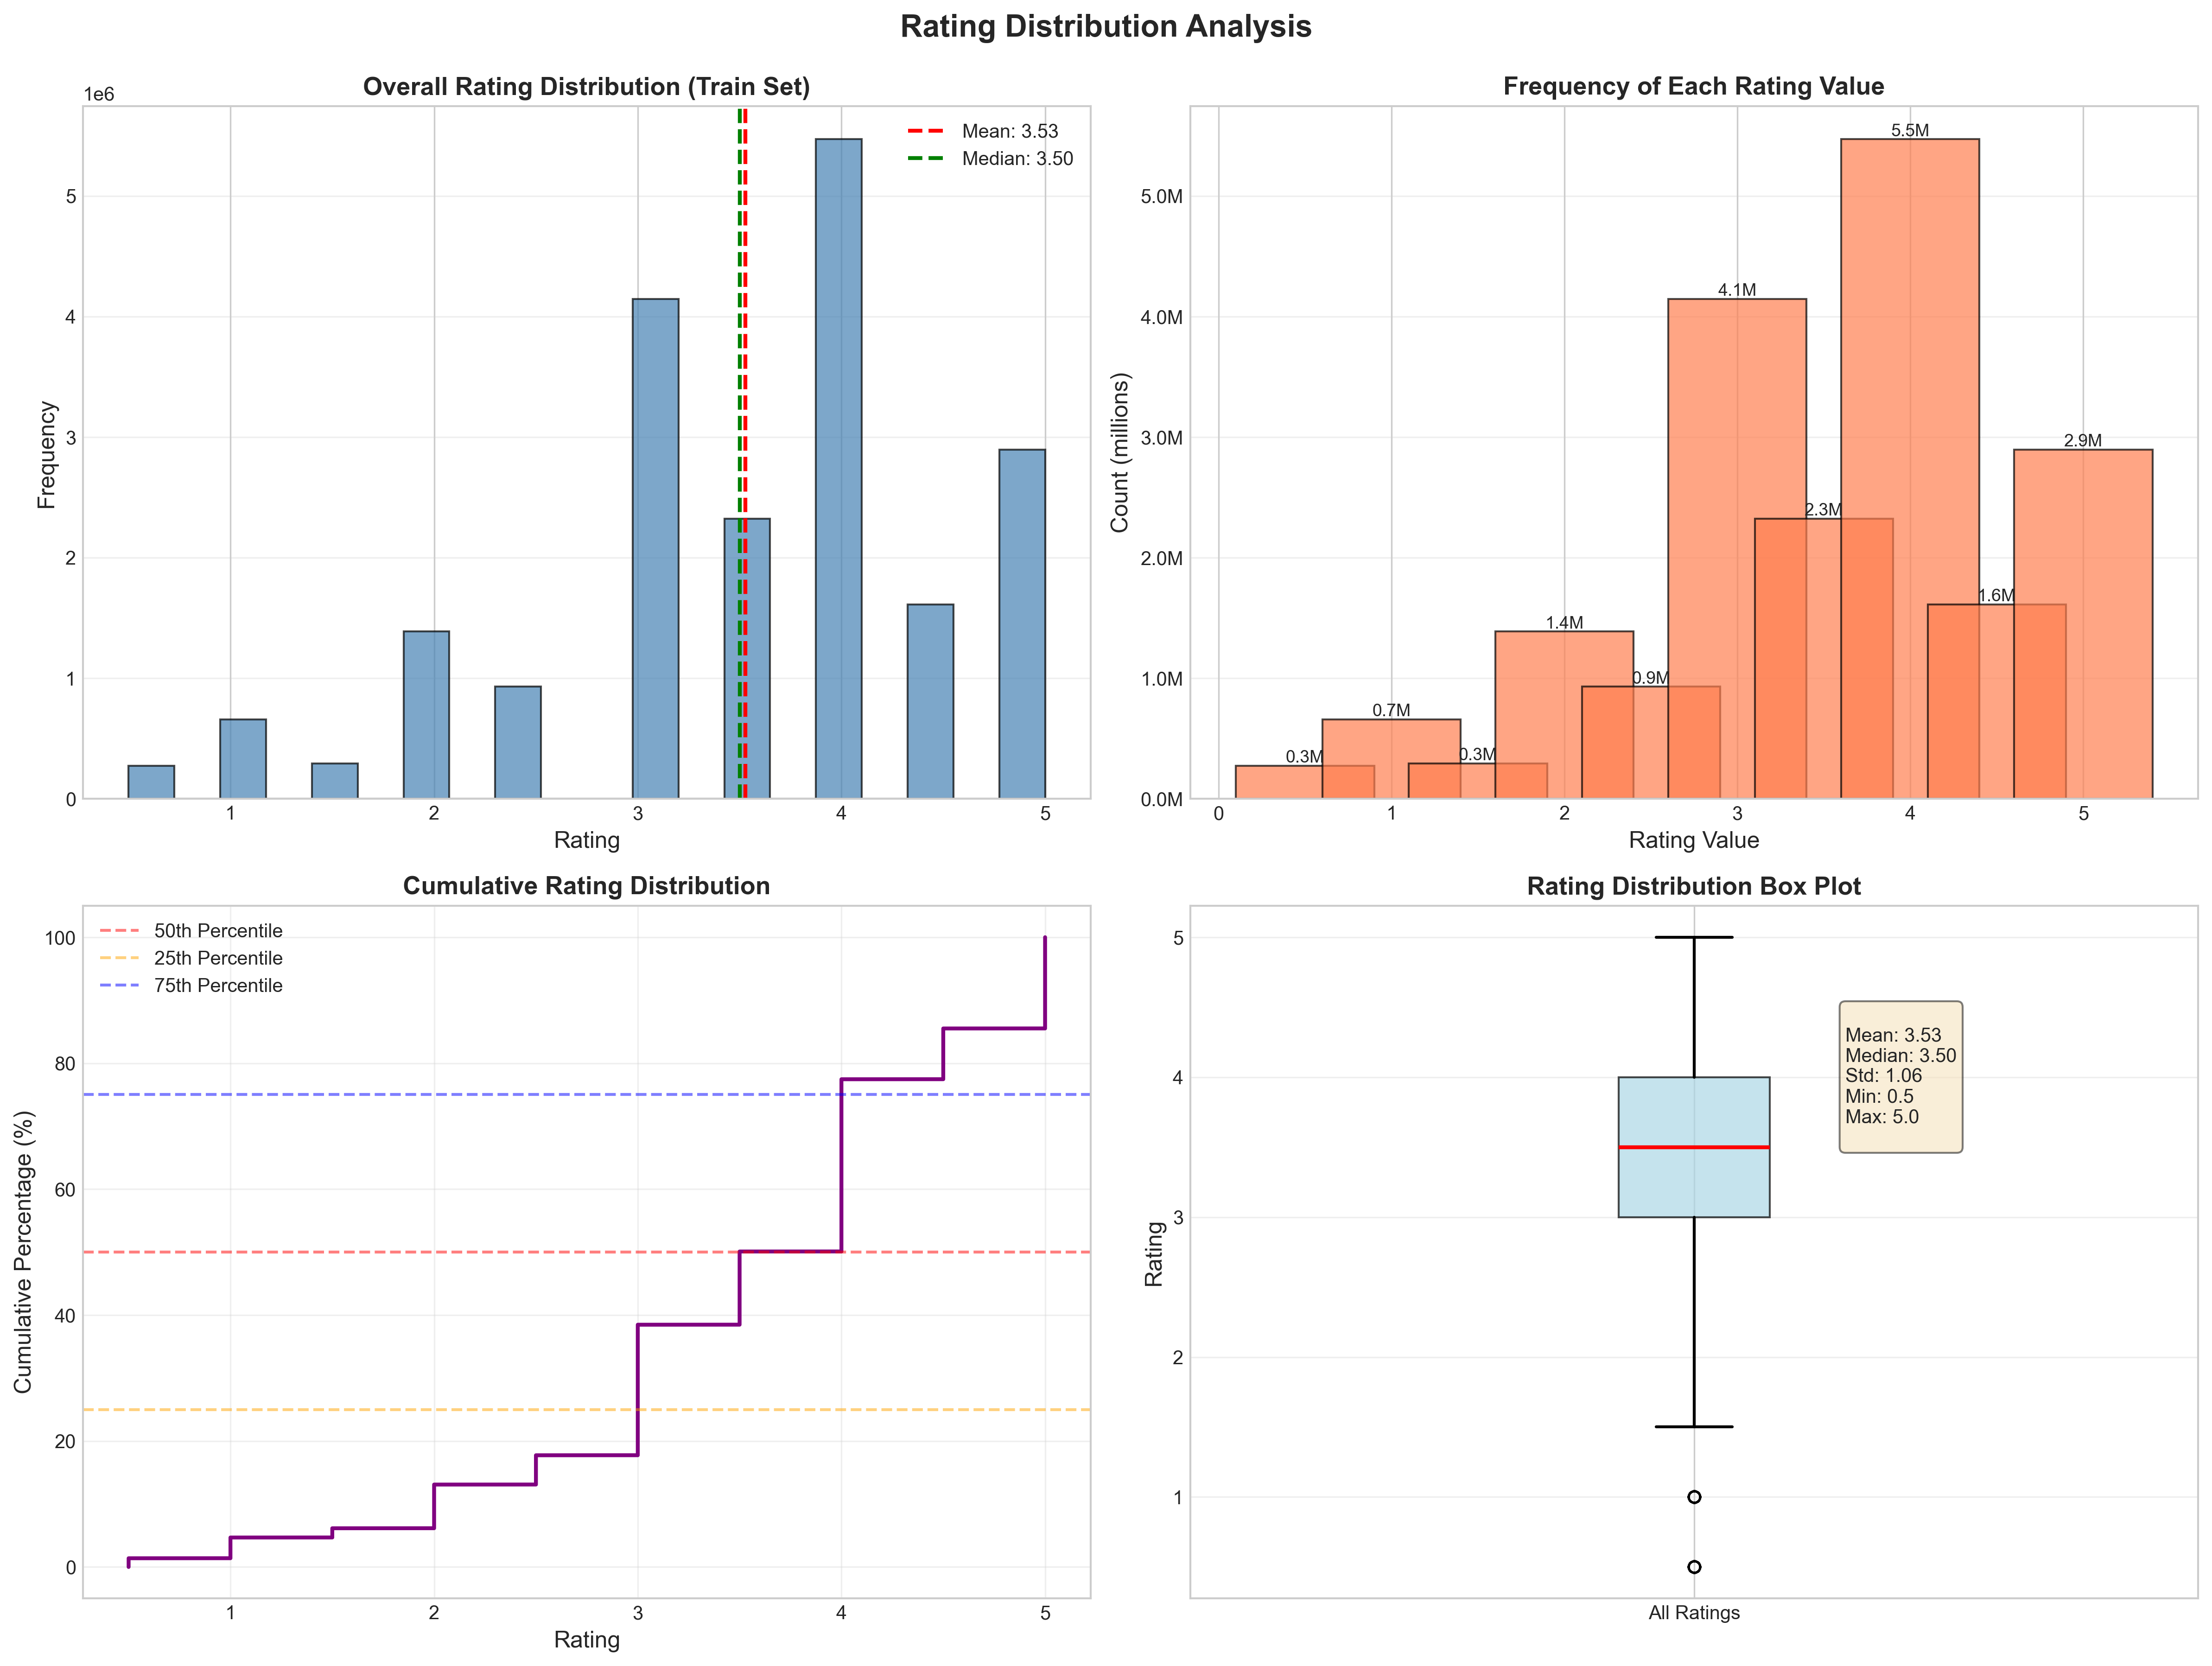 Rating Distribution Analysis
Overall Rating Distribution (Train Set)
1e6
Frequency
5
4
3
2
1
0
Mean: 3.53
Median: 3.50
1 2 3 4 5
Rating
Frequency of Each Rating Value
Count (millions)
5.0M
4.0M
3.0M
2.0M
1.0M
0.0M
0.3M
0.7M
0.3M
1.4M
0.9M
4.1M
2.3M
5.5M
1.6M
2.9M
0 1 2 3 4 5
Rating Value
Cumulative Rating Distribution
Cumulative Percentage (%)
100
80
60
40
20
0
50th Percentile
25th Percentile
75th Percentile
1 2 3 4 5
Rating
Rating Distribution Box Plot
Rating
5
4
3
2
1
Mean: 3.53
Median: 3.50
Std: 1.06
Min: 0.5
Max: 5.0
All Ratings